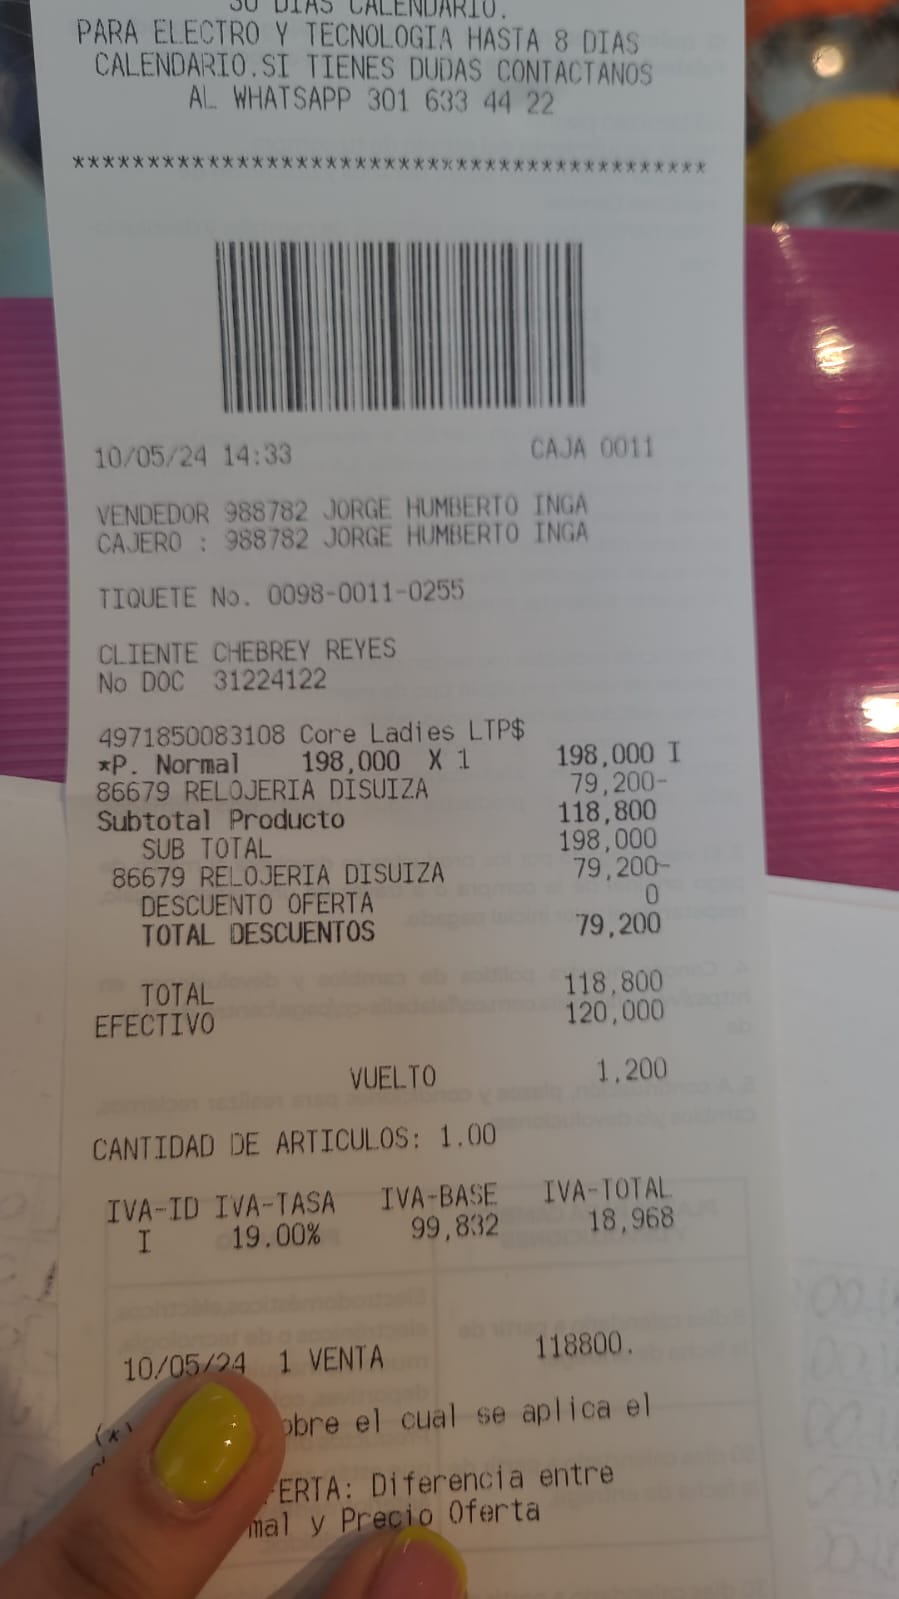 30 DIAS CALENDARIO.
PARA ELECTRO Y TECNOLOGIA HASTA 8 DIAS
CALENDARIO.SI TIENES DUDAS CONTACTANOS
AL WHATSAPP 301 633 44 22
*******************************************
10/05/24 14:33 CAJA 0011
VENDEDOR 988782 JORGE HUMBERTO INGA
CAJERO : 988782 JORGE HUMBERTO INGA
TIQUETE No. 0098-0011-0255
CLIENTE CHEBREY REYES
No DOC 31224122
4971850083108 Core Ladies LTP$
*P. Normal 198,000 X 1 198,000 I
86679 RELOJERIA DISUIZA 79,200-
Subtotal Producto 118,800
SUB TOTAL 198,000
86679 RELOJERIA DISUIZA 79,200-
DESCUENTO OFERTA 0
TOTAL DESCUENTOS 79,200
TOTAL 118,800
EFECTIVO 120,000
VUELTO 1,200
CANTIDAD DE ARTICULOS: 1.00
IVA-ID IVA-TASA IVA-BASE IVA-TOTAL
I 19.00% 99,832 18,968
10/05/24 1 VENTA 118800.
(*) obre el cual se aplica el
FERTA: Diferencia entre
mal y Precio Oferta